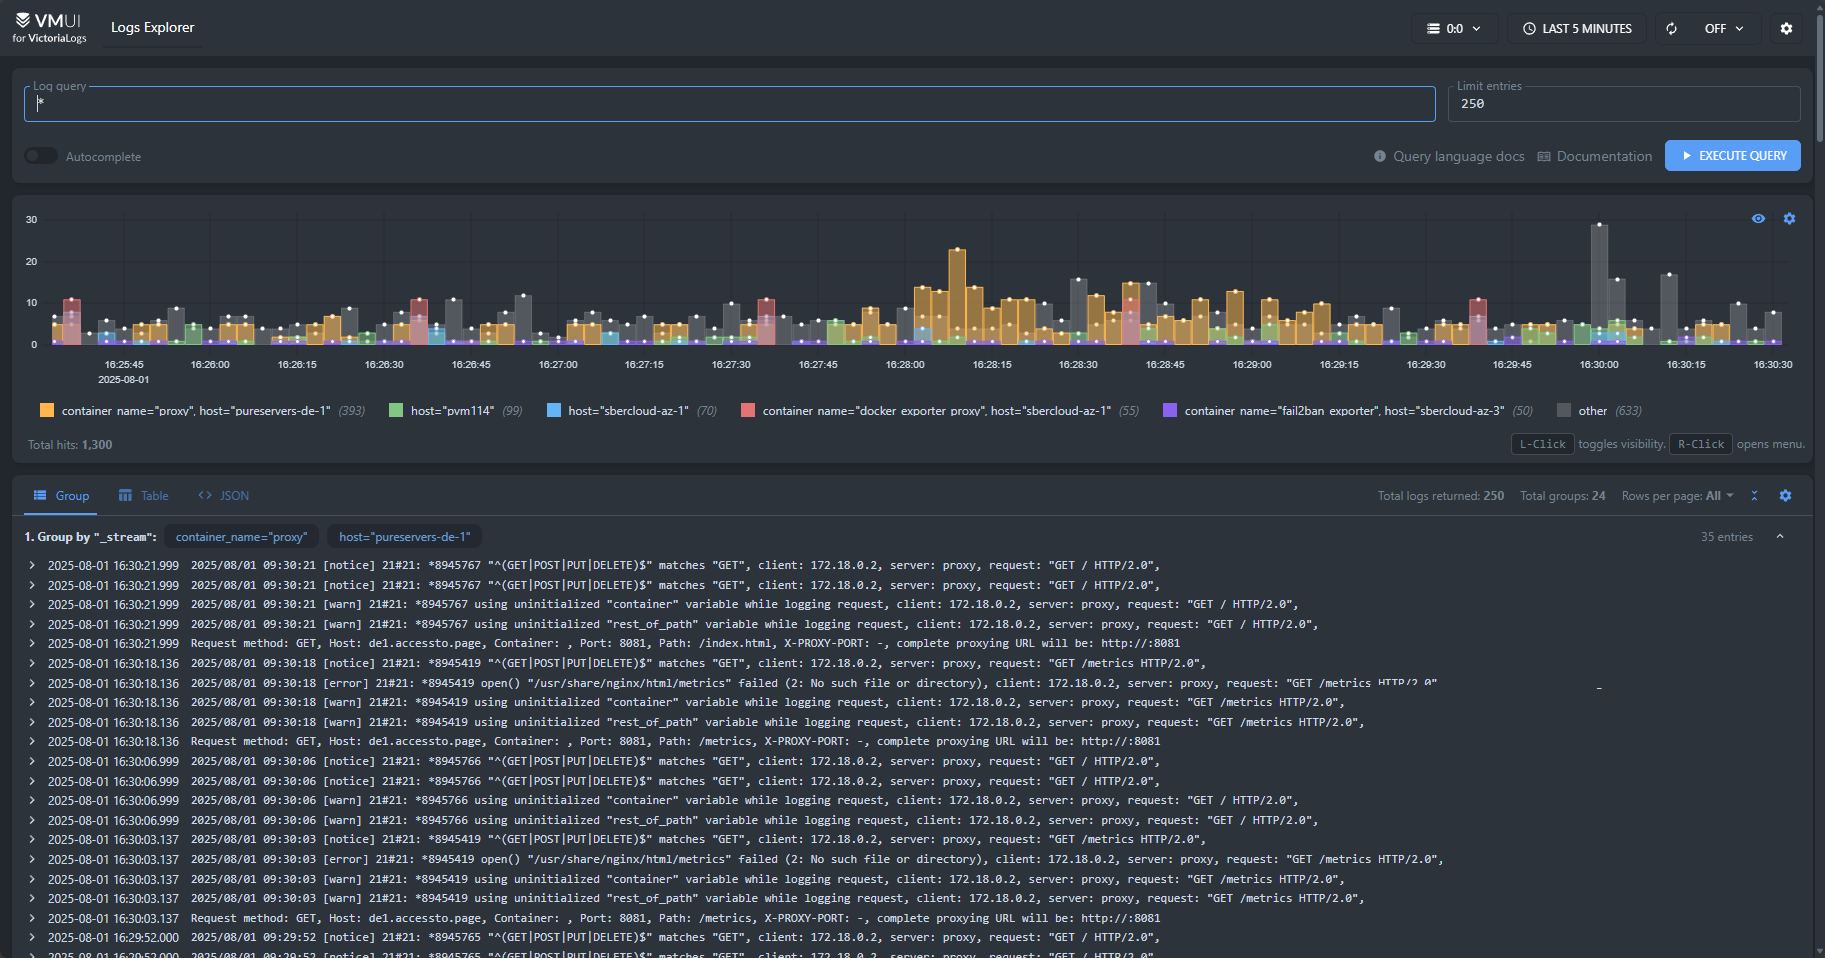 VMUI
for VictoriaLogs
Logs Explorer
0:0
LAST 5 MINUTES
OFF
Log query
*
Limit entries
250
Autocomplete
Query language docs
Documentation
EXECUTE QUERY
30
20
10
0
16:25:45
2025-08-01
16:26:00
16:26:15
16:26:30
16:26:45
16:27:00
16:27:15
16:27:30
16:27:45
16:28:00
16:28:15
16:28:30
16:28:45
16:29:00
16:29:15
16:29:30
16:29:45
16:30:00
16:30:15
16:30:30
container_name="proxy", host="pureservers-de-1" (393)
host="pvm114" (99)
host="sbercloud-az-1" (70)
container_name="docker_exporter_proxy", host="sbercloud-az-1" (55)
container_name="fail2ban_exporter", host="sbercloud-az-3" (50)
other (633)
Total hits: 1,300
L-Click toggles visibility. R-Click opens menu.
Group
Table
JSON
Total logs returned: 250
Total groups: 24
Rows per page: All
1. Group by "_stream": container_name="proxy" host="pureservers-de-1"
35 entries
2025-08-01 16:30:21.999 2025/08/01 09:30:21 [notice] 21#21: *8945767 "^(GET|POST|PUT|DELETE)$" matches "GET", client: 172.18.0.2, server: proxy, request: "GET / HTTP/2.0",
2025-08-01 16:30:21.999 2025/08/01 09:30:21 [notice] 21#21: *8945767 "^(GET|POST|PUT|DELETE)$" matches "GET", client: 172.18.0.2, server: proxy, request: "GET / HTTP/2.0",
2025-08-01 16:30:21.999 2025/08/01 09:30:21 [warn] 21#21: *8945767 using uninitialized "container" variable while logging request, client: 172.18.0.2, server: proxy, request: "GET / HTTP/2.0",
2025-08-01 16:30:21.999 2025/08/01 09:30:21 [warn] 21#21: *8945767 using uninitialized "rest_of_path" variable while logging request, client: 172.18.0.2, server: proxy, request: "GET / HTTP/2.0",
2025-08-01 16:30:21.999 Request method: GET, Host: de1.accessto.page, Container: , Port: 8081, Path: /index.html, X-PROXY-PORT: -, complete proxying URL will be: http://:8081
2025-08-01 16:30:18.136 2025/08/01 09:30:18 [notice] 21#21: *8945419 "^(GET|POST|PUT|DELETE)$" matches "GET", client: 172.18.0.2, server: proxy, request: "GET /metrics HTTP/2.0",
2025-08-01 16:30:18.136 2025/08/01 09:30:18 [error] 21#21: *8945419 open() "/usr/share/nginx/html/metrics" failed (2: No such file or directory), client: 172.18.0.2, server: proxy, request: "GET /metrics HTTP/2.0"
2025-08-01 16:30:18.136 2025/08/01 09:30:18 [warn] 21#21: *8945419 using uninitialized "container" variable while logging request, client: 172.18.0.2, server: proxy, request: "GET /metrics HTTP/2.0",
2025-08-01 16:30:18.136 2025/08/01 09:30:18 [warn] 21#21: *8945419 using uninitialized "rest_of_path" variable while logging request, client: 172.18.0.2, server: proxy, request: "GET /metrics HTTP/2.0",
2025-08-01 16:30:18.136 Request method: GET, Host: de1.accessto.page, Container: , Port: 8081, Path: /metrics, X-PROXY-PORT: -, complete proxying URL will be: http://:8081
2025-08-01 16:30:06.999 2025/08/01 09:30:06 [notice] 21#21: *8945766 "^(GET|POST|PUT|DELETE)$" matches "GET", client: 172.18.0.2, server: proxy, request: "GET / HTTP/2.0",
2025-08-01 16:30:06.999 2025/08/01 09:30:06 [notice] 21#21: *8945766 "^(GET|POST|PUT|DELETE)$" matches "GET", client: 172.18.0.2, server: proxy, request: "GET / HTTP/2.0",
2025-08-01 16:30:06.999 2025/08/01 09:30:06 [warn] 21#21: *8945766 using uninitialized "container" variable while logging request, client: 172.18.0.2, server: proxy, request: "GET / HTTP/2.0",
2025-08-01 16:30:06.999 2025/08/01 09:30:06 [warn] 21#21: *8945766 using uninitialized "rest_of_path" variable while logging request, client: 172.18.0.2, server: proxy, request: "GET / HTTP/2.0",
2025-08-01 16:30:03.137 2025/08/01 09:30:03 [notice] 21#21: *8945419 "^(GET|POST|PUT|DELETE)$" matches "GET", client: 172.18.0.2, server: proxy, request: "GET /metrics HTTP/2.0",
2025-08-01 16:30:03.137 2025/08/01 09:30:03 [error] 21#21: *8945419 open() "/usr/share/nginx/html/metrics" failed (2: No such file or directory), client: 172.18.0.2, server: proxy, request: "GET /metrics HTTP/2.0",
2025-08-01 16:30:03.137 2025/08/01 09:30:03 [warn] 21#21: *8945419 using uninitialized "container" variable while logging request, client: 172.18.0.2, server: proxy, request: "GET /metrics HTTP/2.0",
2025-08-01 16:30:03.137 2025/08/01 09:30:03 [warn] 21#21: *8945419 using uninitialized "rest_of_path" variable while logging request, client: 172.18.0.2, server: proxy, request: "GET /metrics HTTP/2.0",
2025-08-01 16:30:03.137 Request method: GET, Host: de1.accessto.page, Container: , Port: 8081, Path: /metrics, X-PROXY-PORT: -, complete proxying URL will be: http://:8081
2025-08-01 16:29:52.000 2025/08/01 09:29:52 [notice] 21#21: *8945765 "^(GET|POST|PUT|DELETE)$" matches "GET", client: 172.18.0.2, server: proxy, request: "GET / HTTP/2.0",
2025-08-01 16:29:52.000 2025/08/01 09:29:52 [notice] 21#21: *8945765 "^(GET|POST|PUT|DELETE)$" matches "GET", client: 172.18.0.2, server: proxy, request: "GET / HTTP/2.0",